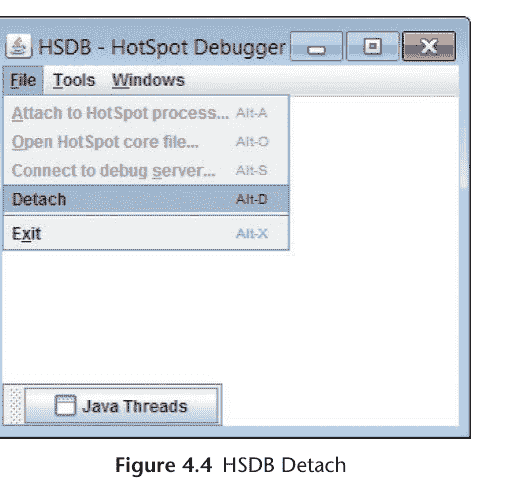 HSDB - HotSpot Debugger
File Tools Windows
Attach to HotSpot process... Alt-A
Open HotSpot core file... Alt-O
Connect to debug server... Alt-S
Detach Alt-D
Exit Alt-X
Java Threads
Figure 4.4 HSDB Detach